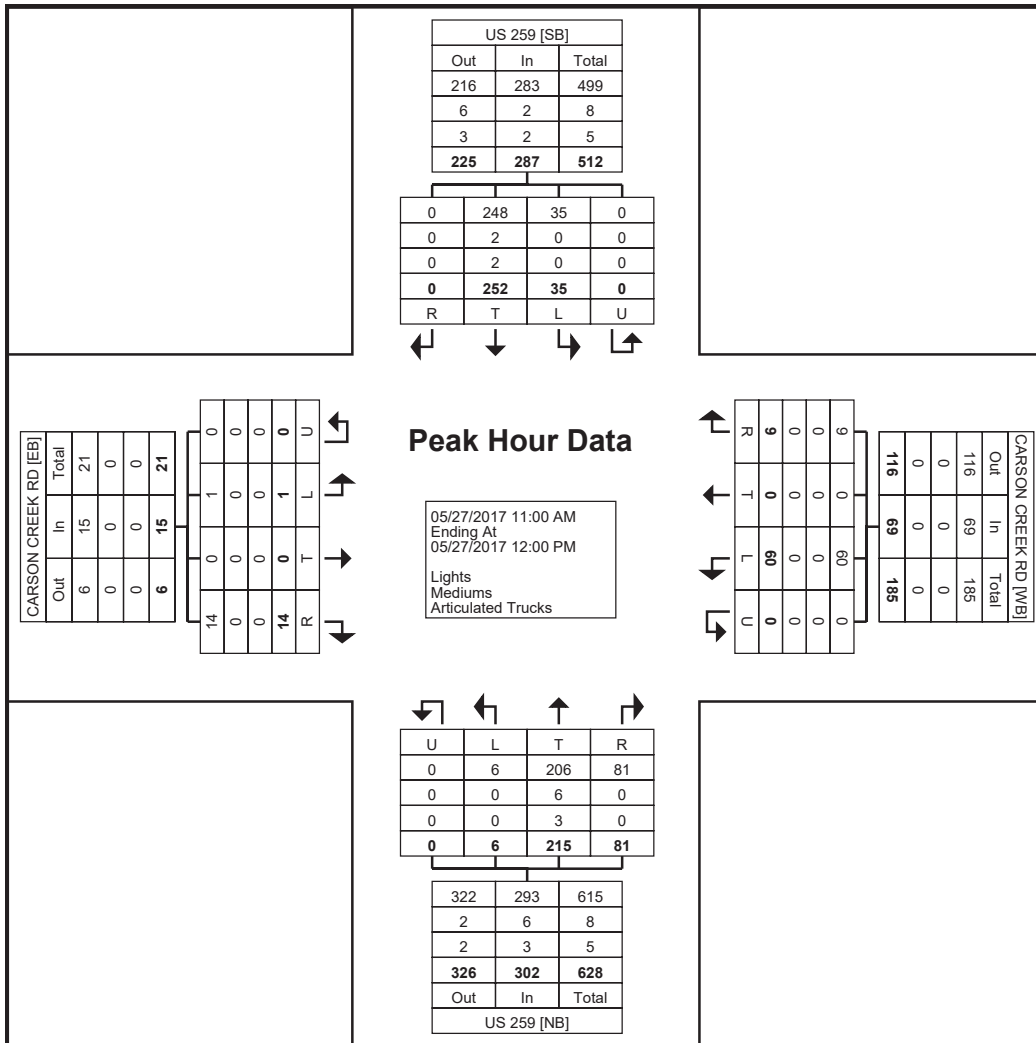 US 259 [SB]
Out In Total
216 283 499
6 2 8
3 2 5
225 287 512
0 248 35 0
0 2 0 0
0 2 0 0
0 252 35 0
R T L U
CARSON CREEK RD [EB]
Out In Total
6 15 21
0 0 0
0 0 0
6 15 21
14 0 1 0
0 0 0 0
0 0 0 0
14 0 1 0
R T L U
Peak Hour Data
05/27/2017 11:00 AM
Ending At
05/27/2017 12:00 PM
Lights
Mediums
Articulated Trucks
CARSON CREEK RD [WB]
Out In Total
116 69 185
0 0 0
0 0 0
116 69 185
9 0 60 0
0 0 0 0
0 0 0 0
9 0 60 0
R T L U
U L T R
0 6 206 81
0 0 6 0
0 0 3 0
0 6 215 81
322 293 615
2 6 8
2 3 5
326 302 628
Out In Total
US 259 [NB]